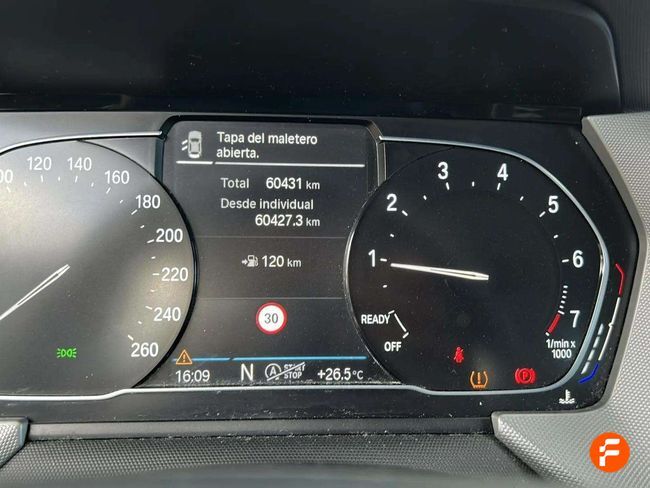 Tapa del maletero
abierta.
Total 60431 km
Desde individual
60427.3 km
120 km
30
120 140
160
180
200
220
240
260
1
2
3
4
5
6
7
1/min x
1000
READY
OFF
16:09 N A START STOP +26.5°C